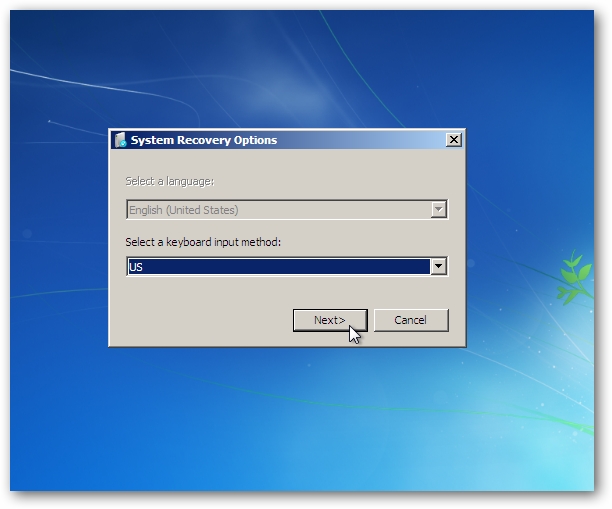 System Recovery Options
Select a language:
English (United States)
Select a keyboard input method:
US
Next>
Cancel